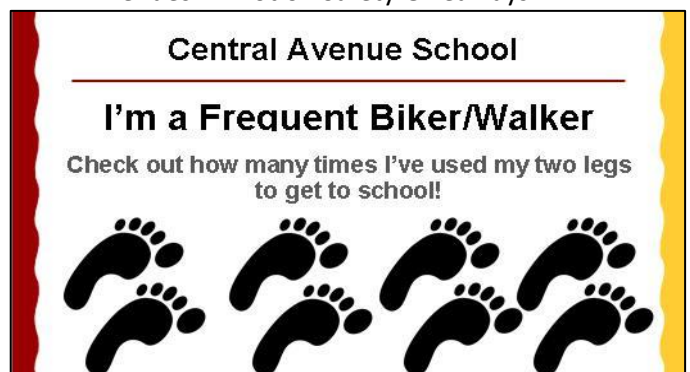 Central Avenue School
I'm a Frequent Biker/Walker
Check out how many times I've used my two legs
to get to school!